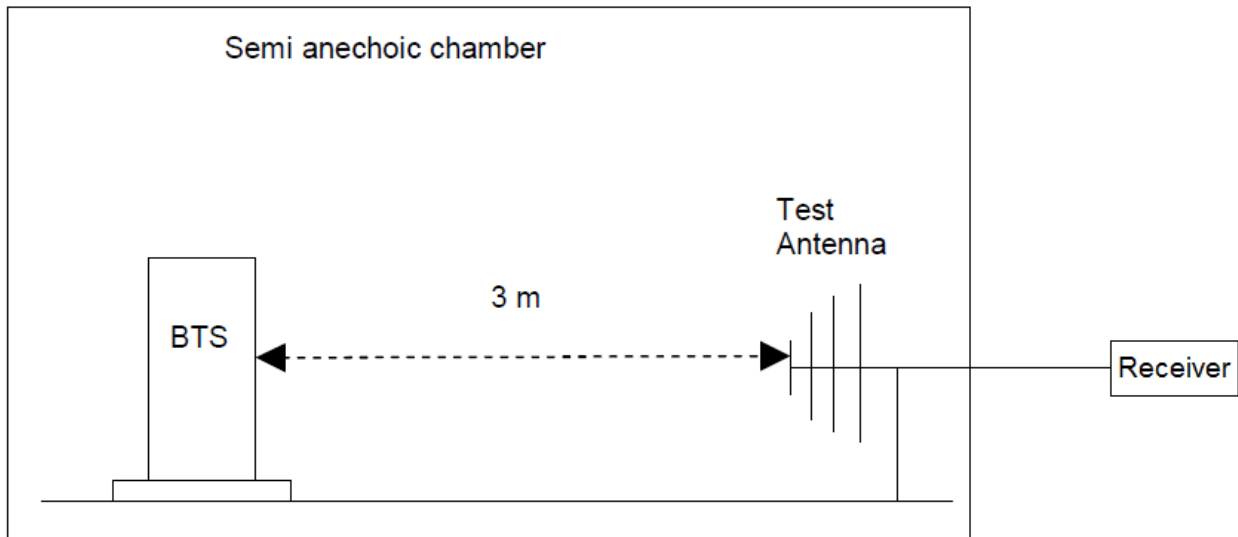 Semi anechoic chamber
Test
Antenna
3 m
BTS
Receiver